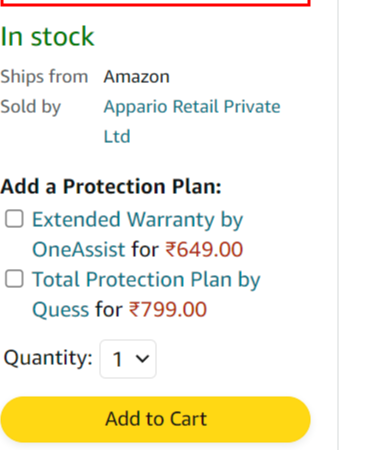 In stock
Ships from Amazon
Sold by Appario Retail Private
Ltd
Add a Protection Plan:
Extended Warranty by
OneAssist for ₹649.00
Total Protection Plan by
Quess for ₹799.00
Quantity: 1
Add to Cart